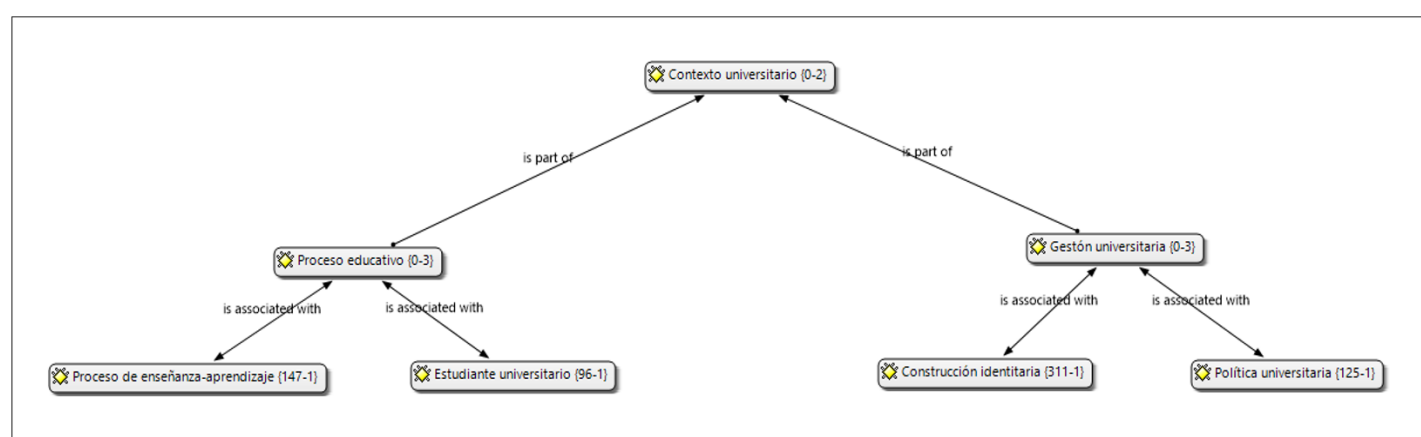 Contexto universitario {0-2}
is part of
is part of
Proceso educativo {0-3}
Gestón universitaria {0-3}
is associated with
is associated with
is associated with
is associated with
Proceso de enseñanza-aprendizaje {147-1}
Estudiante universitario {96-1}
Construcción identitaria {311-1}
Política universitaria {125-1}